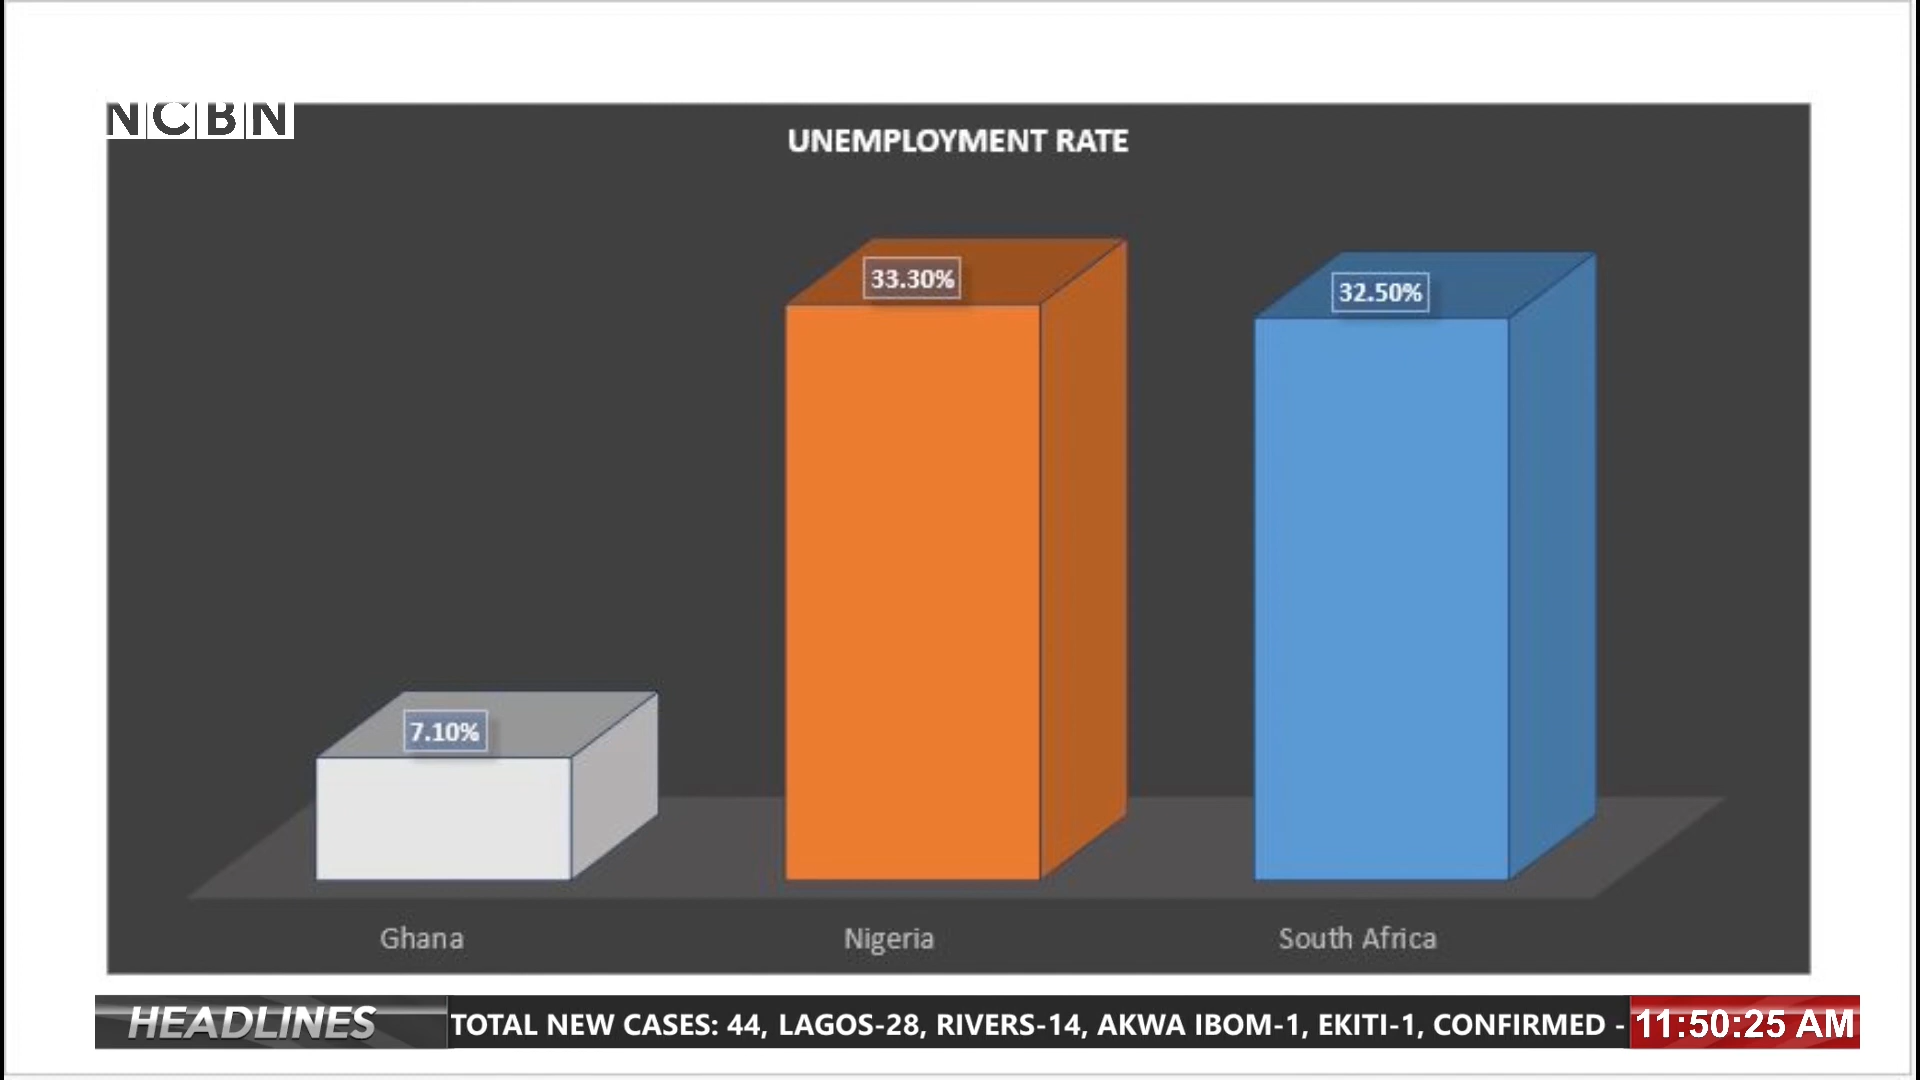 NCBN
UNEMPLOYMENT RATE
33.30%
32.50%
7.10%
Ghana
Nigeria
South Africa
HEADLINES
TOTAL NEW CASES: 44, LAGOS-28, RIVERS-14, AKWA IBOM-1, EKITI-1, CONFIRMED -
11:50:25 AM